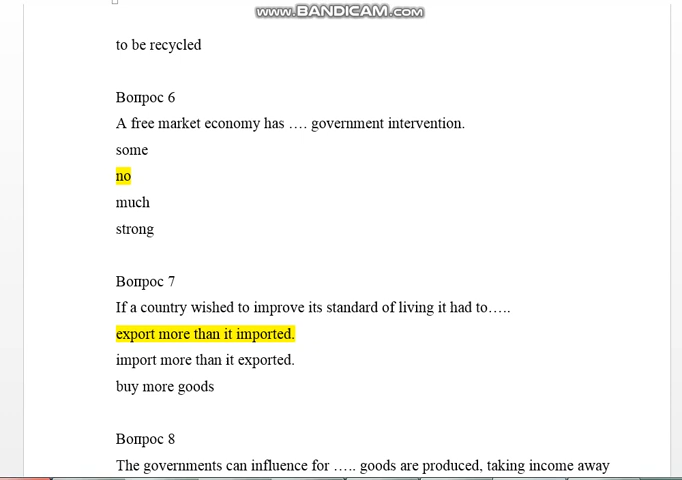 www.BANDICAM.com
to be recycled
Вопрос 6
A free market economy has …. government intervention.
some
no
much
strong
Вопрос 7
If a country wished to improve its standard of living it had to…..
export more than it imported.
import more than it exported.
buy more goods
Вопрос 8
The governments can influence for ….. goods are produced, taking income away